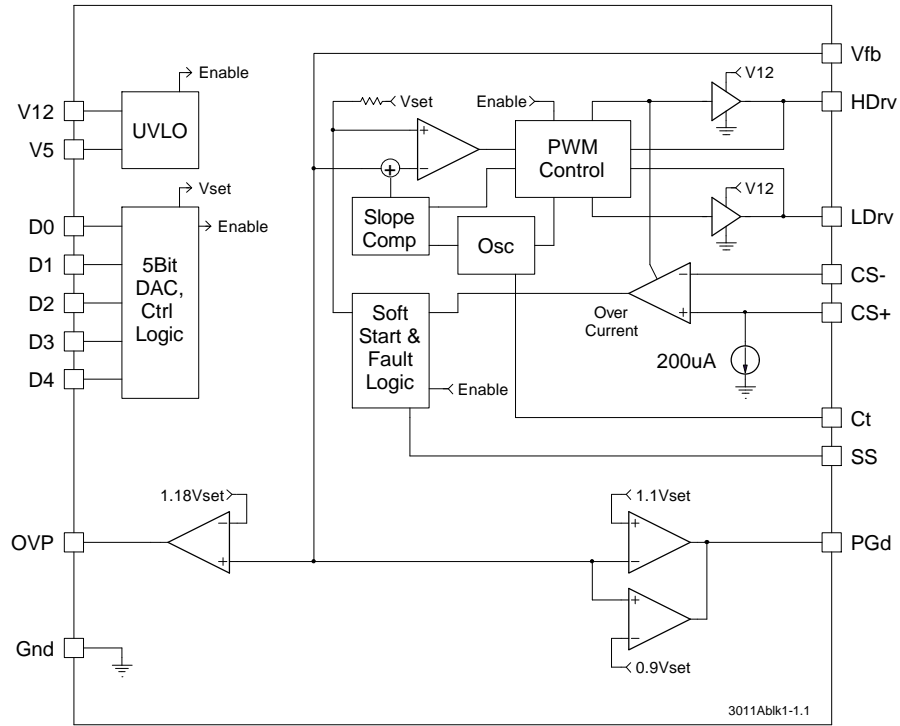 Enable
Vfb
V12
V12
Vset
Enable
HDrv
UVLO
+
PWM
Control
V5
-
+
Vset
V12
D0
Enable
Slope
Comp
LDrv
Osc
D1
5Bit
DAC,
Ctrl
Logic
CS-
-
D2
Soft
Start &
Fault
Logic
Over
Current
+
CS+
D3
200uA
D4
Enable
Ct
SS
1.18Vset
1.1Vset
-
+
OVP
PGd
+
-
+
-
Gnd
0.9Vset
3011Ablk1-1.1